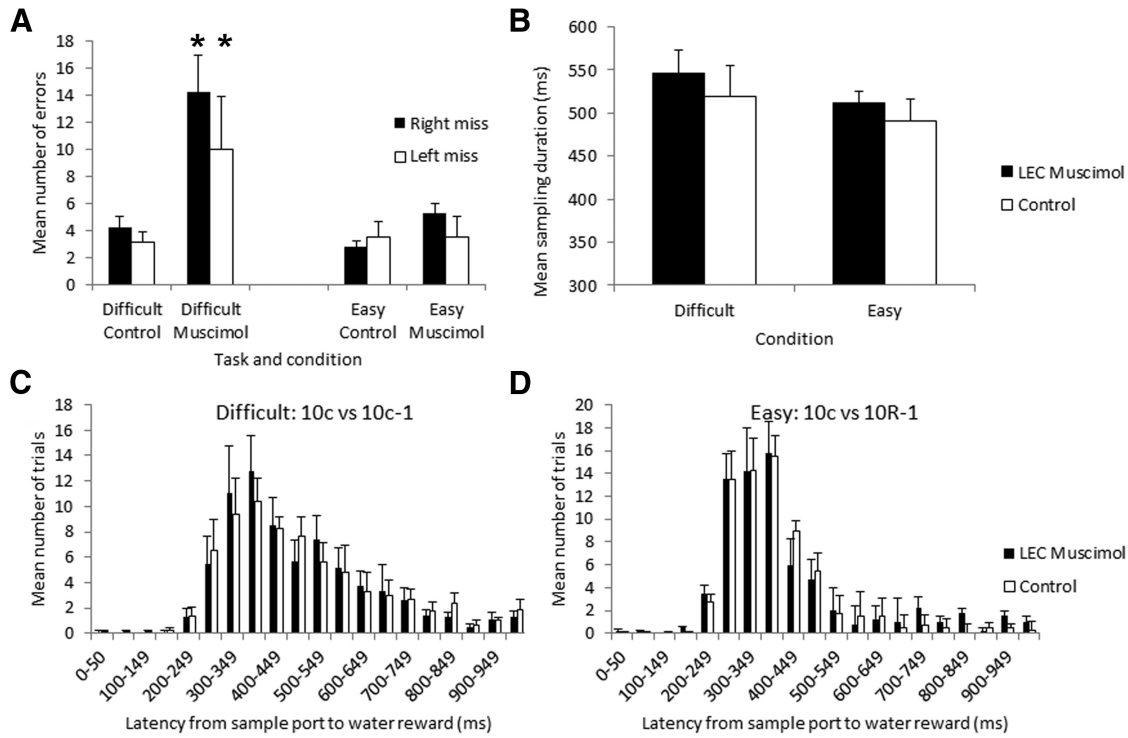 A
18
16
14
12
10
8
6
4
2
0
Mean number of errors
* *
Right miss
Left miss
Difficult Difficult Easy Easy
Control Muscimol Control Muscimol
Task and condition
B
600
550
500
450
400
350
300
Mean sampling duration (ms)
LEC Muscimol
Control
Difficult Easy
Condition
C
Difficult: 10c vs 10c-1
18
16
14
12
10
8
6
4
2
0
Mean number of trials
0-50 100-149 200-249 300-349 400-449 500-549 600-649 700-749 800-849 900-949
Latency from sample port to water reward (ms)
D
Easy: 10c vs 10R-1
20
18
16
14
12
10
8
6
4
2
0
Mean number of trials
LEC Muscimol
Control
0-50 100-149 200-249 300-349 400-449 500-549 600-649 700-749 800-849 900-949
Latency from sample port to water reward (ms)